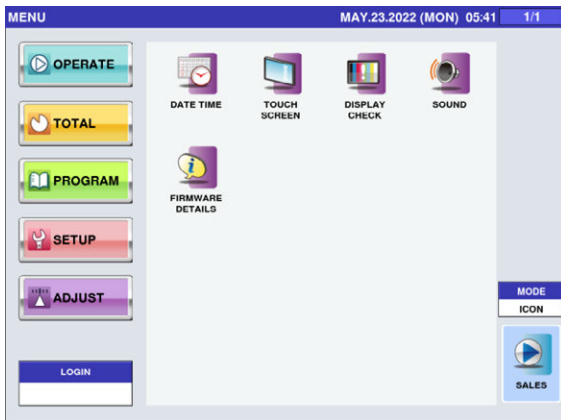 MENU
MAY.23.2022 (MON) 05:41
1/1
OPERATE
TOTAL
PROGRAM
SETUP
ADJUST
LOGIN
DATE TIME
TOUCH
SCREEN
DISPLAY
CHECK
SOUND
FIRMWARE
DETAILS
MODE
ICON
SALES